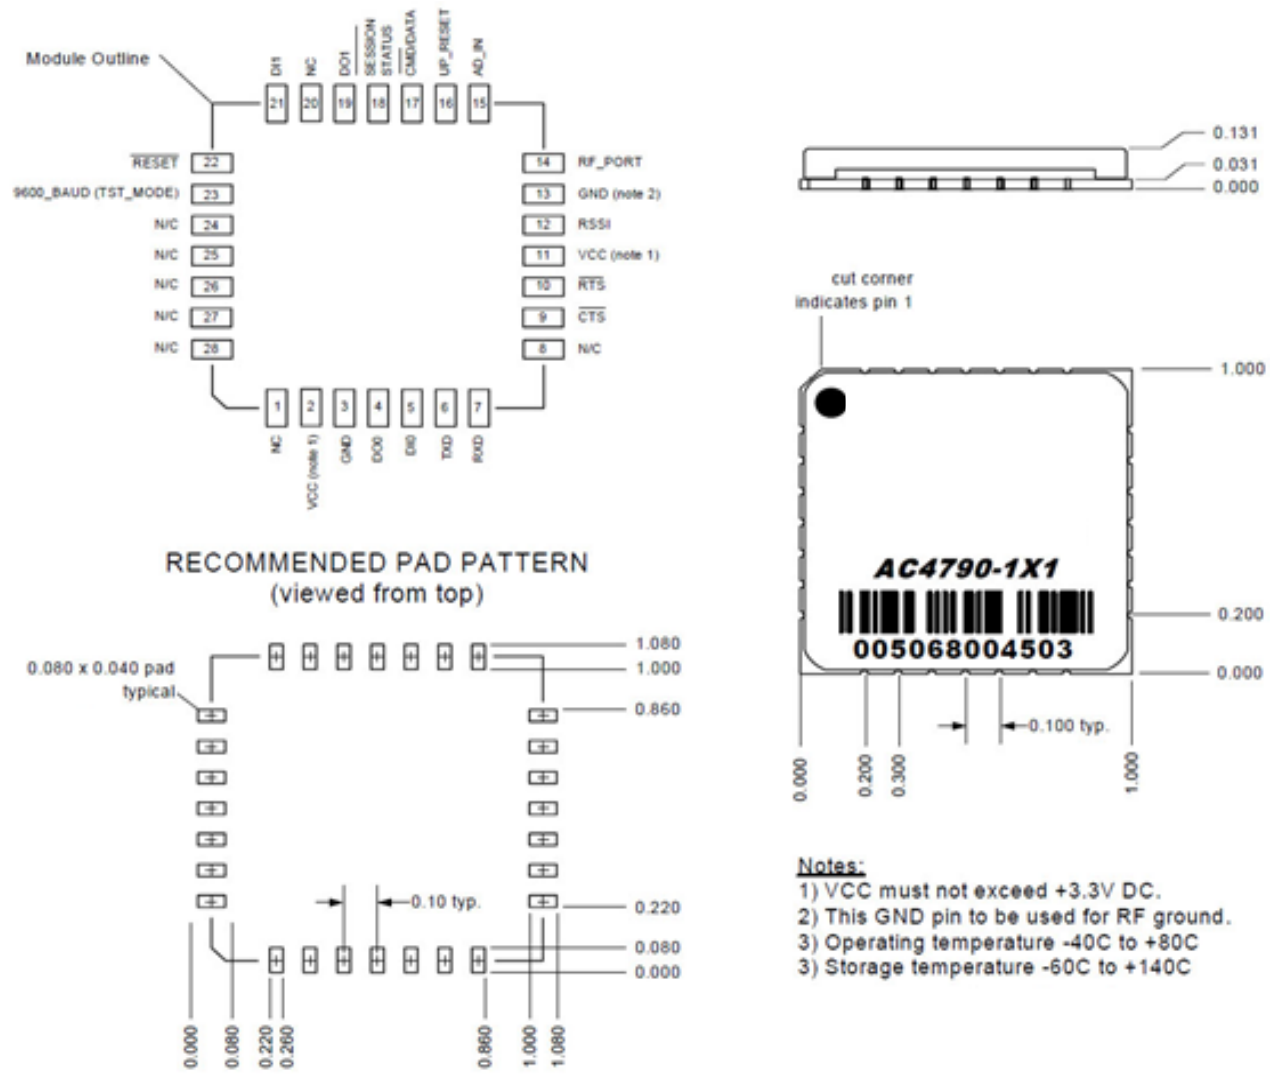 Module Outline
DI1
NC
DO1
SESSION
STATUS
CMD/DATA
UP_RESET
AD_IN
21 20 19 18 17 16 15
RESET 22
9600_BAUD (TST_MODE) 23
N/C 24
N/C 25
N/C 26
N/C 27
N/C 28
14 RF_PORT
13 GND (note 2)
12 RSSI
11 VCC (note 1)
10 RTS
9 CTS
8 N/C
1 2 3 4 5 6 7
NC
VCC (note 1)
GND
DO0
DI0
TXD
RXD
RECOMMENDED PAD PATTERN
(viewed from top)
0.080 x 0.040 pad
typical
1.080
1.000
0.860
0.10 typ.
0.220
0.080
0.000
0.000
0.080
0.220
0.260
0.860
1.000
1.080
0.131
0.031
0.000
cut corner
indicates pin 1
1.000
AC4790-1X1
005068004503
0.200
0.000
0.100 typ.
0.000
0.200
0.300
1.000
Notes:
1) VCC must not exceed +3.3V DC.
2) This GND pin to be used for RF ground.
3) Operating temperature -40C to +80C
3) Storage temperature -60C to +140C